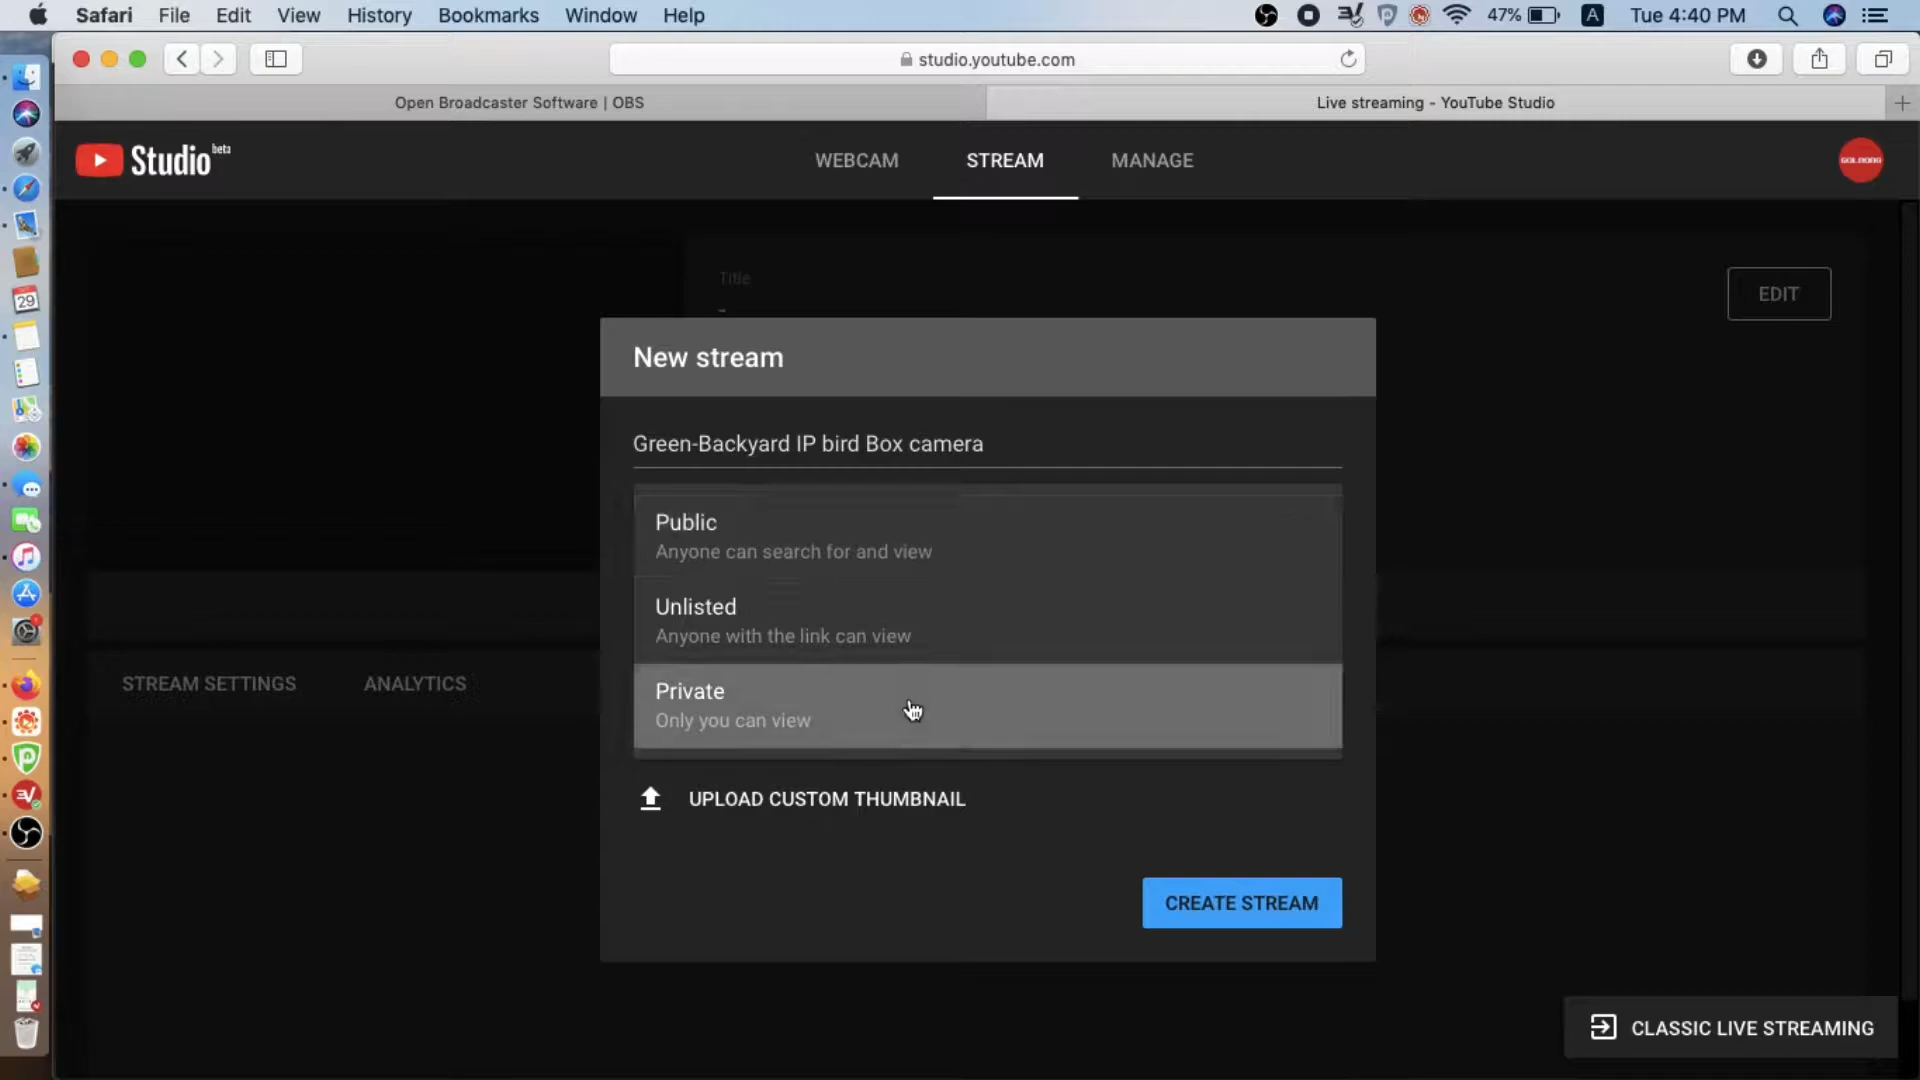 Safari File Edit View History Bookmarks Window Help 47% A Tue 4:40 PM
studio.youtube.com
Open Broadcaster Software | OBS Live streaming - YouTube Studio
Studio beta WEBCAM STREAM MANAGE GOLBONG
Title
EDIT
-
New stream
Green-Backyard IP bird Box camera
Public
Anyone can search for and view
Unlisted
Anyone with the link can view
STREAM SETTINGS ANALYTICS
Private
Only you can view
UPLOAD CUSTOM THUMBNAIL
CREATE STREAM
CLASSIC LIVE STREAMING
29